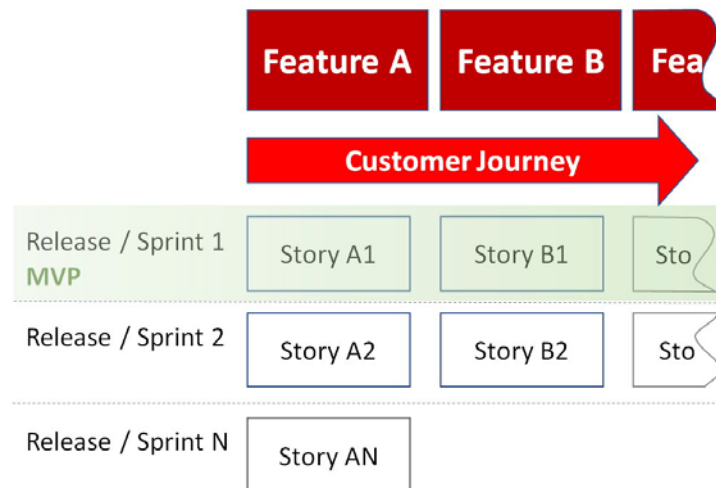 Feature A
Feature B
Fea
Customer Journey
Release / Sprint 1
MVP
Story A1
Story B1
Sto
Release / Sprint 2
Story A2
Story B2
Sto
Release / Sprint N
Story AN